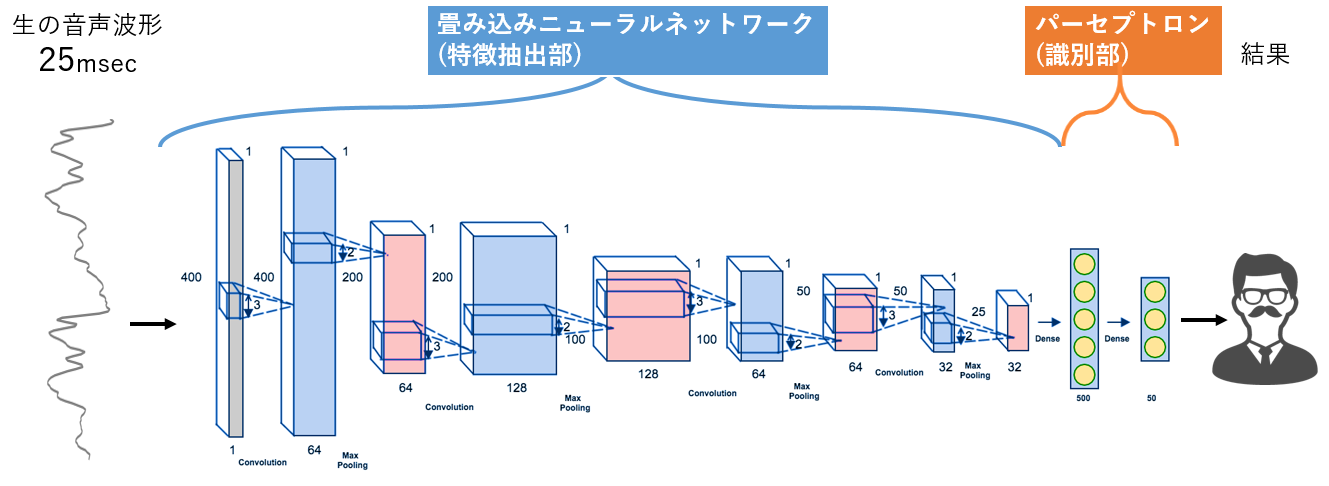 生の音声波形
25msec
畳み込みニューラルネットワーク
(特徴抽出部)
パーセプトロン
(識別部)
結果
1
400
3
1
Convolution
1
400
2
64
Max
Pooling
1
200
3
64
Convolution
1
200
2
128
Max
Pooling
1
100
3
128
Convolution
1
100
2
64
Max
Pooling
1
50
3
64
Convolution
1
50
2
32
Max
Pooling
1
25
32
Dense
500
Dense
50